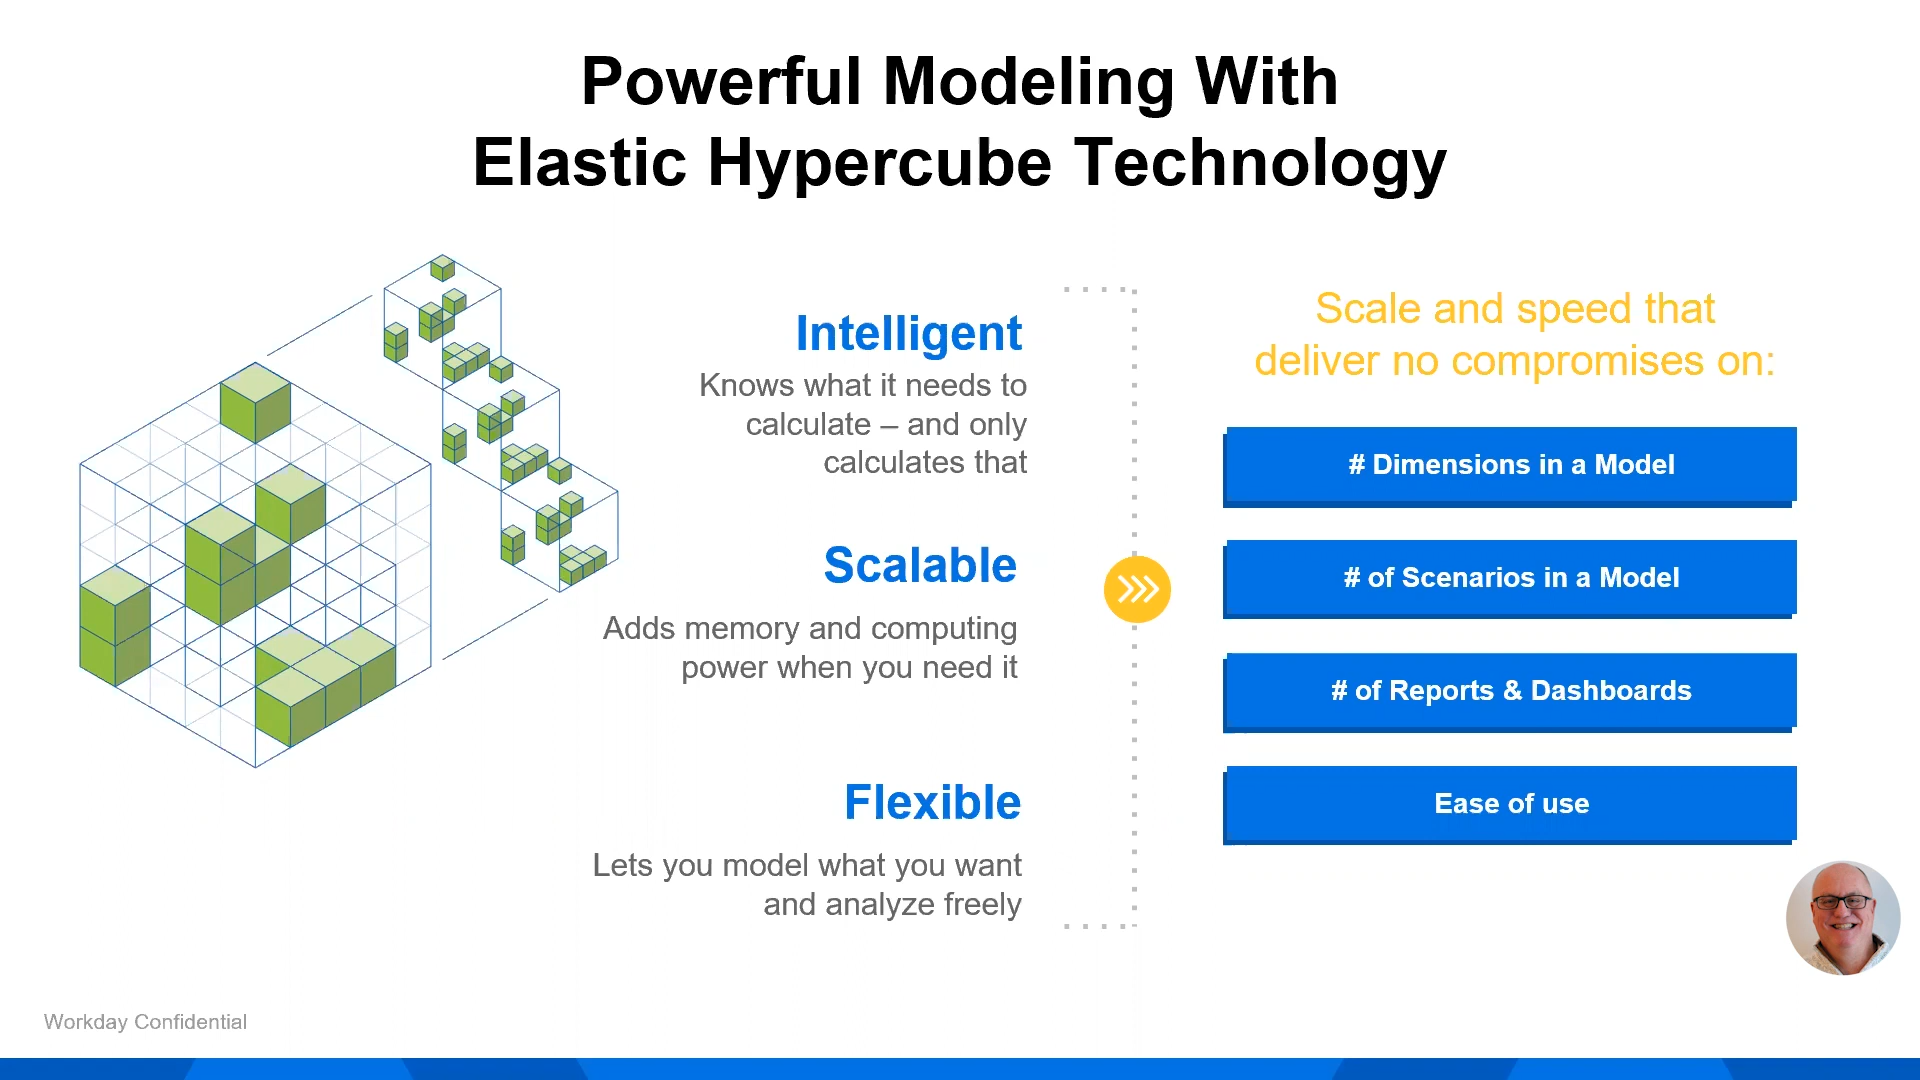 Powerful Modeling With
Elastic Hypercube Technology
Intelligent
Knows what it needs to
calculate – and only
calculates that
Scalable
Adds memory and computing
power when you need it
Flexible
Lets you model what you want
and analyze freely
Scale and speed that
deliver no compromises on:
# Dimensions in a Model
# of Scenarios in a Model
# of Reports & Dashboards
Ease of use
Workday Confidential